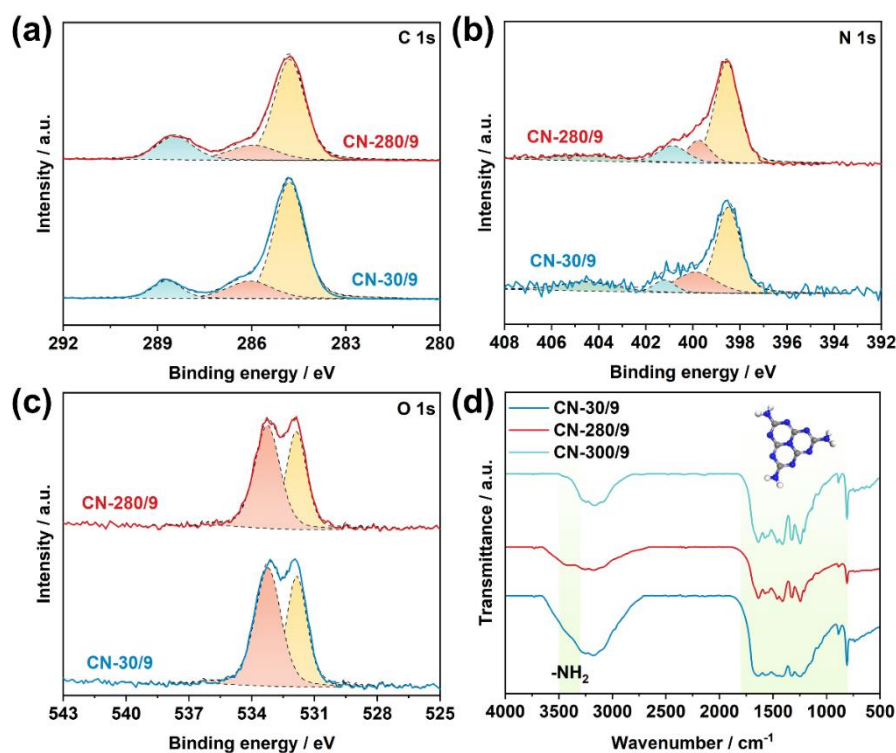 (a)
C 1s
CN-280/9
CN-30/9
Intensity / a.u.
292 289 286 283 280
Binding energy / eV
(b)
N 1s
CN-280/9
CN-30/9
Intensity / a.u.
408 406 404 402 400 398 396 394 392
Binding energy / eV
(c)
O 1s
CN-280/9
CN-30/9
Intensity / a.u.
543 540 537 534 531 528 525
Binding energy / eV
(d)
CN-30/9
CN-280/9
CN-300/9
-NH₂
Transmittance / a.u.
4000 3500 3000 2500 2000 1500 1000 500
Wavenumber / cm⁻¹